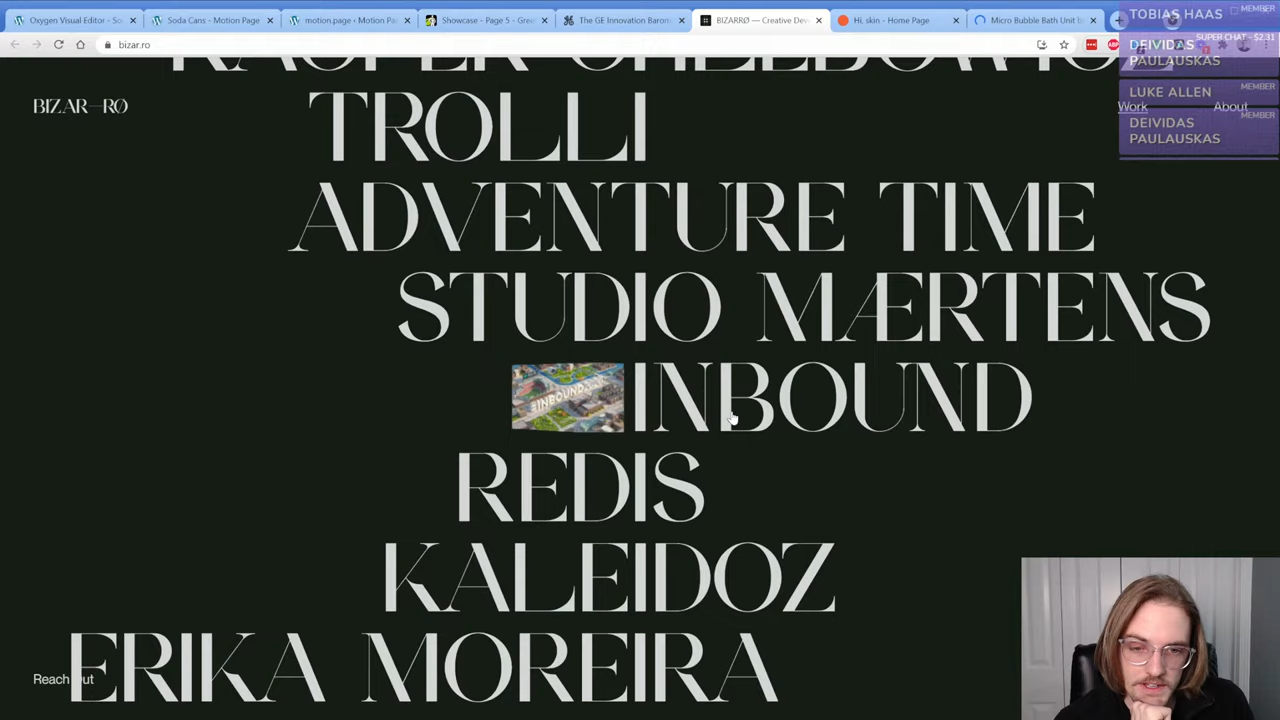 Oxygen Visual Editor - So
Soda Cans - Motion Page
motion.page ‹ Motion Pa
Showcase - Page 5 - Gree
The GE Innovation Barom
BIZARRØ — Creative Dev
Hi, skin - Home Page
Micro Bubble Bath Unit b
TOBIAS HAAS
MEMBER
bizar.ro
DEIVIDAS
PAULAUSKAS
SUPER CHAT - $2.31
LUKE ALLEN
MEMBER
DEIVIDAS
PAULAUSKAS
MEMBER
BIZAR—RØ
Work
About
TROLLI
ADVENTURE TIME
STUDIO MÆRTENS
INBOUND
INBOUND
REDIS
KALEIDOZ
ERIKA MOREIRA
Reach Out